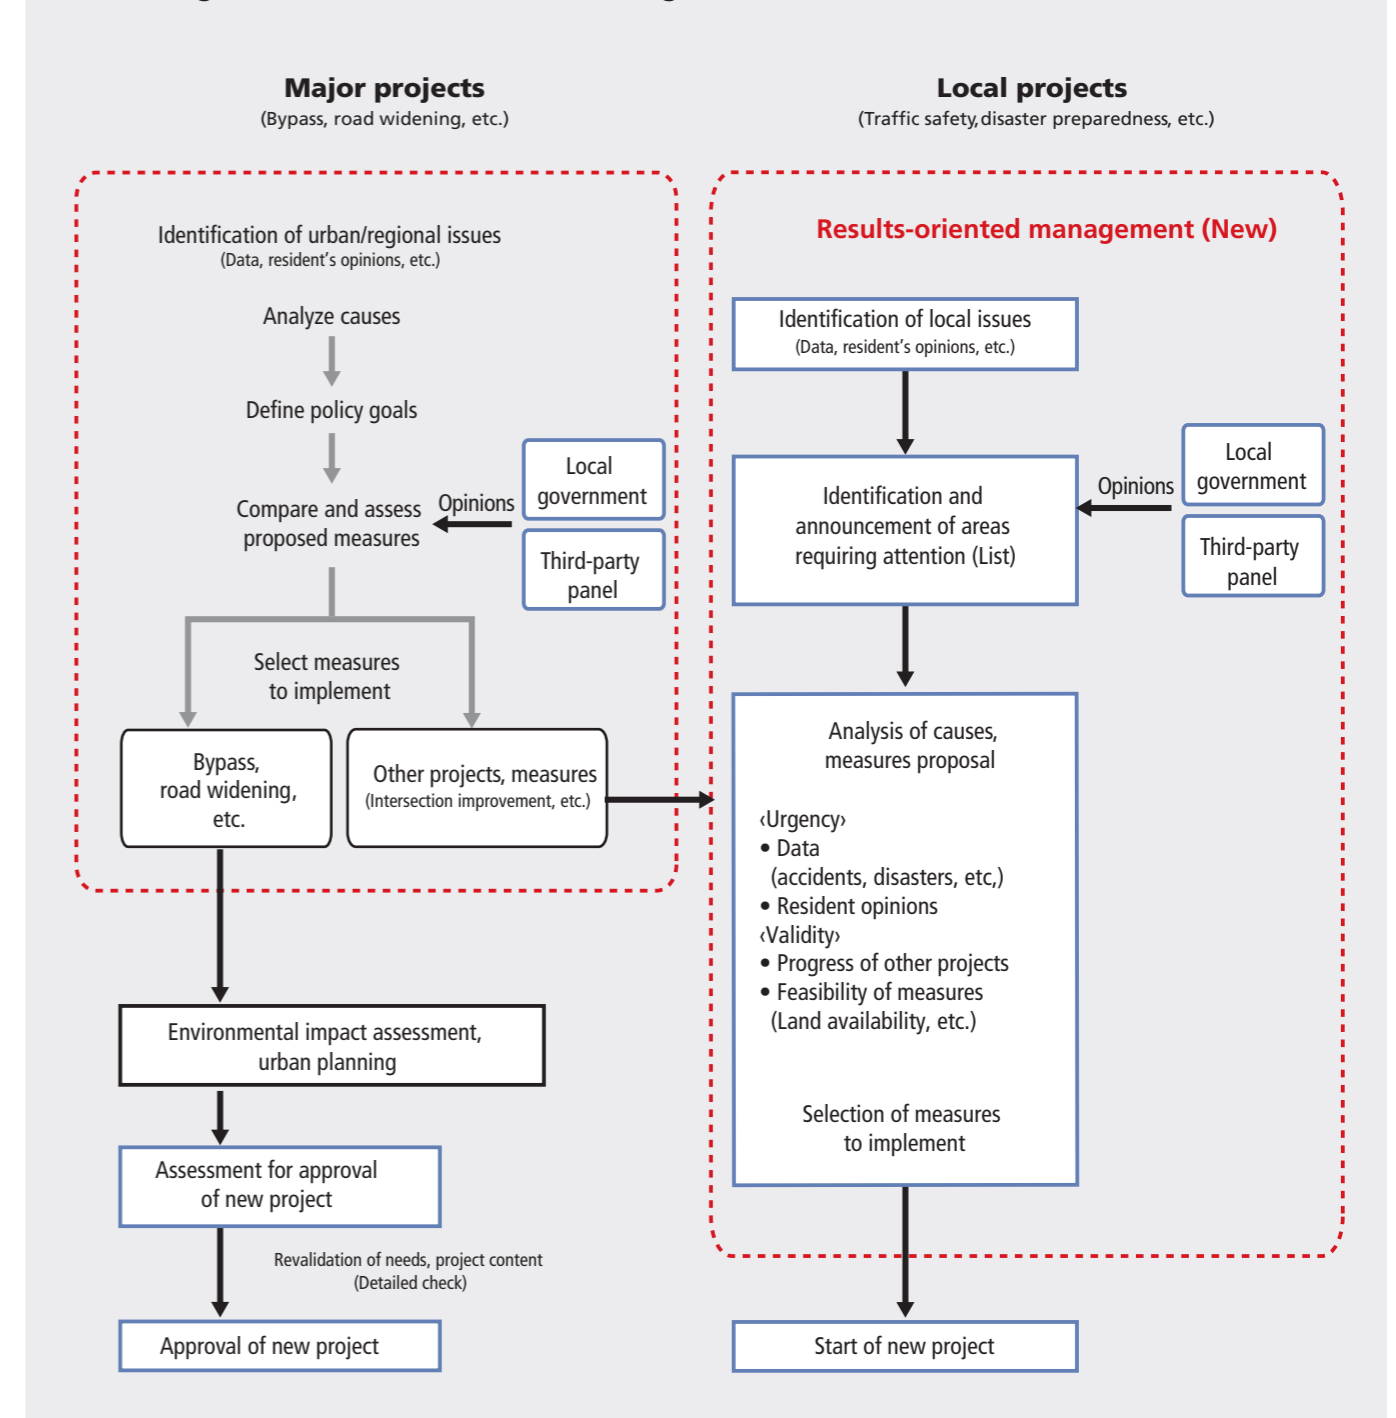 Major projects
(Bypass, road widening, etc.)
Identification of urban/regional issues
(Data, resident's opinions, etc.)
Analyze causes
Define policy goals
Compare and assess
proposed measures
Opinions
Local
government
Third-party
panel
Select measures
to implement
Bypass,
road widening,
etc.
Other projects, measures
(Intersection improvement, etc.)
Environmental impact assessment,
urban planning
Assessment for approval
of new project
Revalidation of needs, project content
(Detailed check)
Approval of new project
Local projects
(Traffic safety, disaster preparedness, etc.)
Results-oriented management (New)
Identification of local issues
(Data, resident's opinions, etc.)
Identification and
announcement of areas
requiring attention (List)
Opinions
Local
government
Third-party
panel
Analysis of causes,
measures proposal
‹Urgency›
• Data
(accidents, disasters, etc,)
• Resident opinions
‹Validity›
• Progress of other projects
• Feasibility of measures
(Land availability, etc.)
Selection of measures
to implement
Start of new project